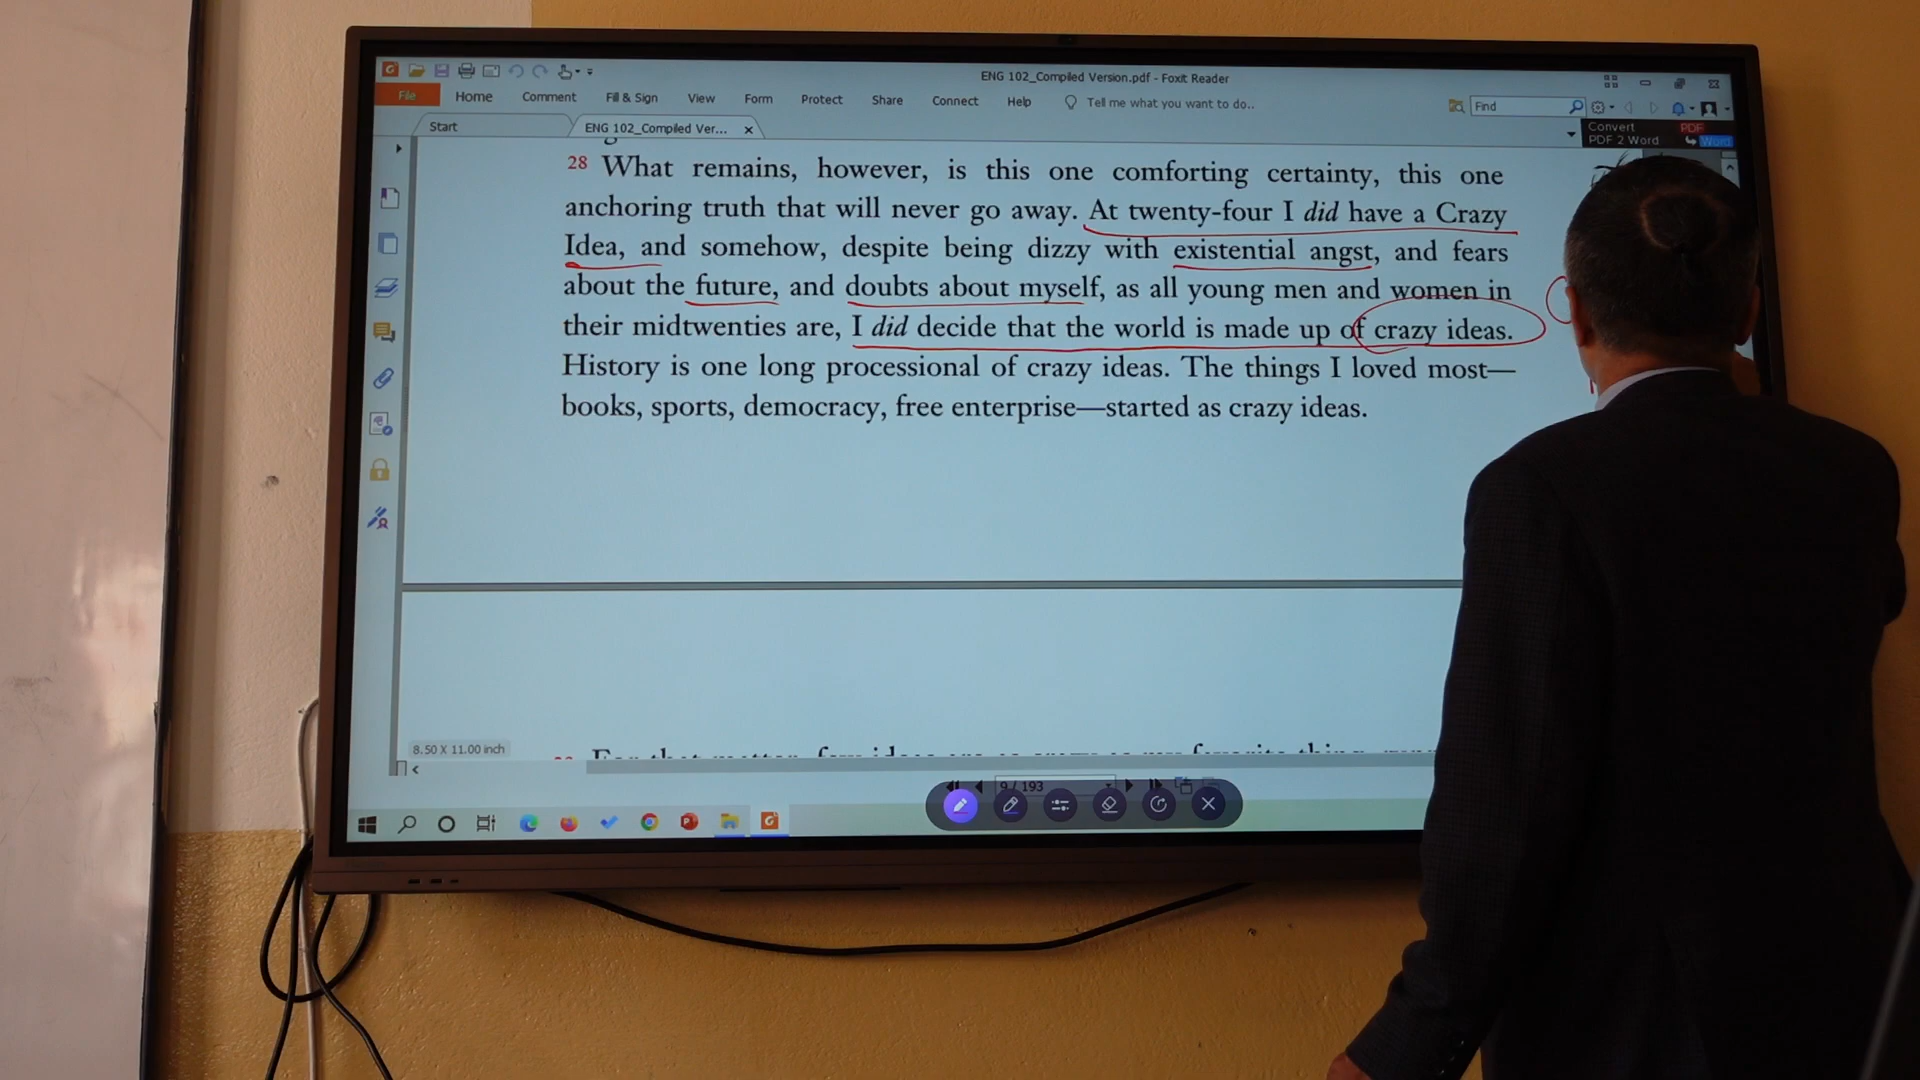 ENG 102_Compiled Version.pdf - Foxit Reader
File Home Comment Fill & Sign View Form Protect Share Connect Help Tell me what you want to do.. Find
Start ENG 102_Compiled Ver...
Convert PDF
PDF 2 Word Word
28 What remains, however, is this one comforting certainty, this one
anchoring truth that will never go away. At twenty-four I did have a Crazy
Idea, and somehow, despite being dizzy with existential angst, and fears
about the future, and doubts about myself, as all young men and women in
their midtwenties are, I did decide that the world is made up of crazy ideas.
History is one long processional of crazy ideas. The things I loved most—
books, sports, democracy, free enterprise—started as crazy ideas.
8.50 X 11.00 inch
9 / 193